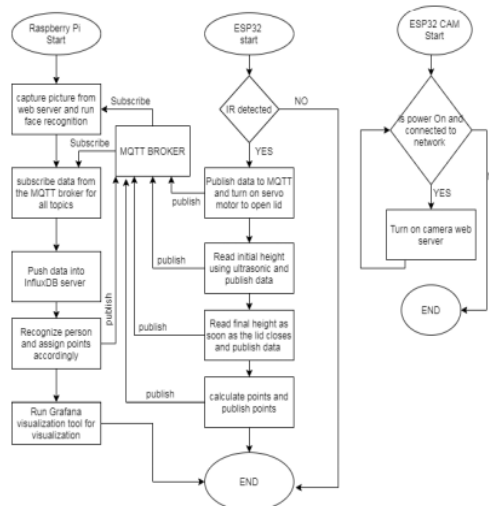 Raspberry Pi
Start
capture picture from
web server and run
face recognition
subscribe data from
the MQTT broker for
all topics
Push data into
InfluxDB server
Recognize person
and assign points
accordingly
Run Grafana
visualization tool for
visualization
Subscribe
Subscribe
MQTT BROKER
publish
ESP32
start
IR detected
NO
YES
Publish data to MQTT
and turn on servo
motor to open lid
publish
Read initial height
using ultrasonic and
publish data
publish
Read final height as
soon as the lid closes
and publish data
publish
calculate points and
publish points
publish
END
ESP32 CAM
Start
is power On and
connected to
network
YES
Turn on camera web
server
END